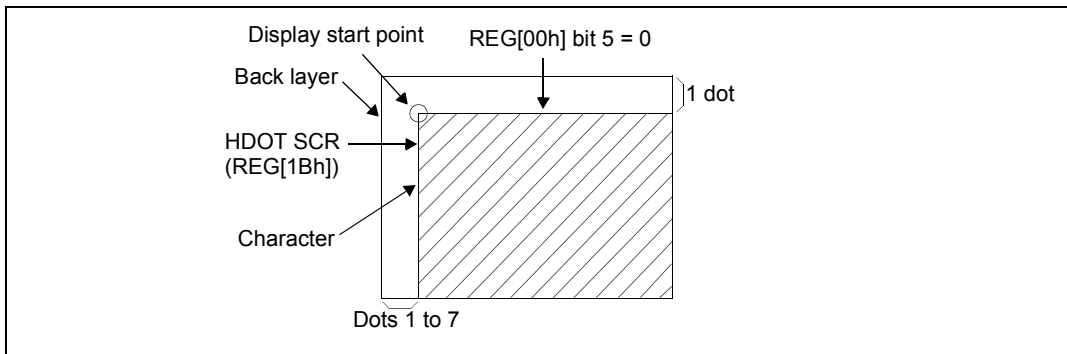 Display start point
REG[00h] bit 5 = 0
Back layer
1 dot
HDOT SCR
(REG[1Bh])
Character
Dots 1 to 7